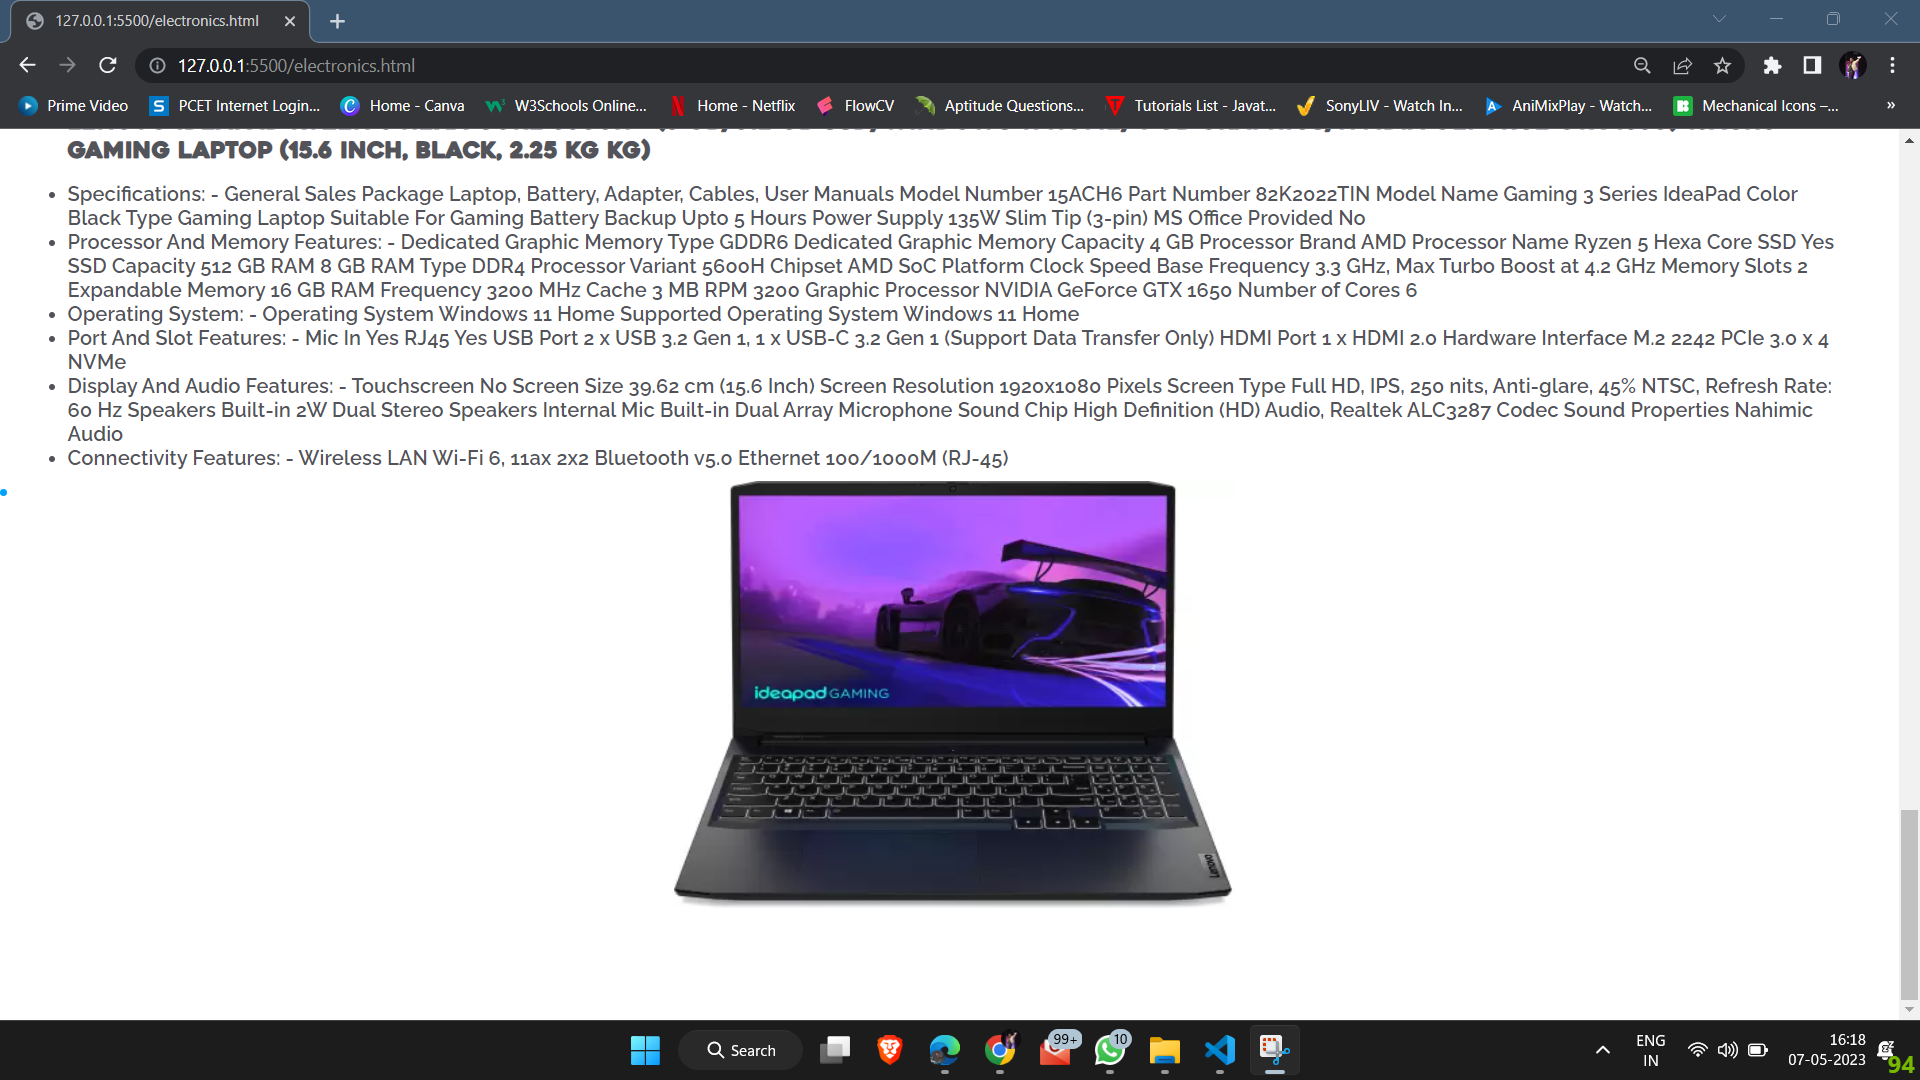 127.0.0.1:5500/electronics.html
127.0.0.1:5500/electronics.html
Prime Video
PCET Internet Login...
Home - Canva
W3Schools Online...
Home - Netflix
FlowCV
Aptitude Questions...
Tutorials List - Javat...
SonyLIV - Watch In...
AniMixPlay - Watch...
Mechanical Icons –...
»
GAMING LAPTOP (15.6 INCH, BLACK, 2.25 KG KG)
• Specifications: - General Sales Package Laptop, Battery, Adapter, Cables, User Manuals Model Number 15ACH6 Part Number 82K2022TIN Model Name Gaming 3 Series IdeaPad Color
Black Type Gaming Laptop Suitable For Gaming Battery Backup Upto 5 Hours Power Supply 135W Slim Tip (3-pin) MS Office Provided No
• Processor And Memory Features: - Dedicated Graphic Memory Type GDDR6 Dedicated Graphic Memory Capacity 4 GB Processor Brand AMD Processor Name Ryzen 5 Hexa Core SSD Yes
SSD Capacity 512 GB RAM 8 GB RAM Type DDR4 Processor Variant 5600H Chipset AMD SoC Platform Clock Speed Base Frequency 3.3 GHz, Max Turbo Boost at 4.2 GHz Memory Slots 2
Expandable Memory 16 GB RAM Frequency 3200 MHz Cache 3 MB RPM 3200 Graphic Processor NVIDIA GeForce GTX 1650 Number of Cores 6
• Operating System: - Operating System Windows 11 Home Supported Operating System Windows 11 Home
• Port And Slot Features: - Mic In Yes RJ45 Yes USB Port 2 x USB 3.2 Gen 1, 1 x USB-C 3.2 Gen 1 (Support Data Transfer Only) HDMI Port 1 x HDMI 2.0 Hardware Interface M.2 2242 PCIe 3.0 x 4
NVMe
• Display And Audio Features: - Touchscreen No Screen Size 39.62 cm (15.6 Inch) Screen Resolution 1920x1080 Pixels Screen Type Full HD, IPS, 250 nits, Anti-glare, 45% NTSC, Refresh Rate:
60 Hz Speakers Built-in 2W Dual Stereo Speakers Internal Mic Built-in Dual Array Microphone Sound Chip High Definition (HD) Audio, Realtek ALC3287 Codec Sound Properties Nahimic
Audio
• Connectivity Features: - Wireless LAN Wi-Fi 6, 11ax 2x2 Bluetooth v5.0 Ethernet 100/1000M (RJ-45)
ideapad GAMING
Lenovo
Search
99+
10
ENG
IN
16:18
07-05-2023
94